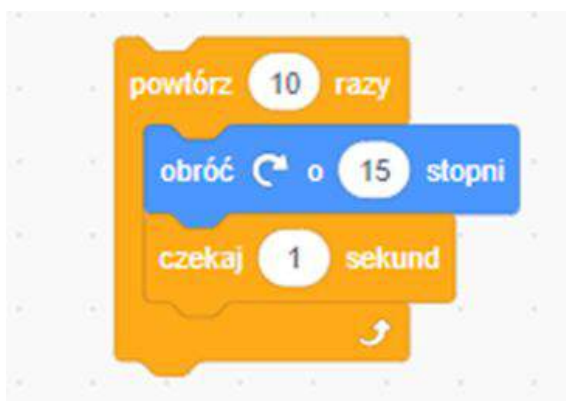 powtórz 10 razy
obróć o 15 stopni
czekaj 1 sekund